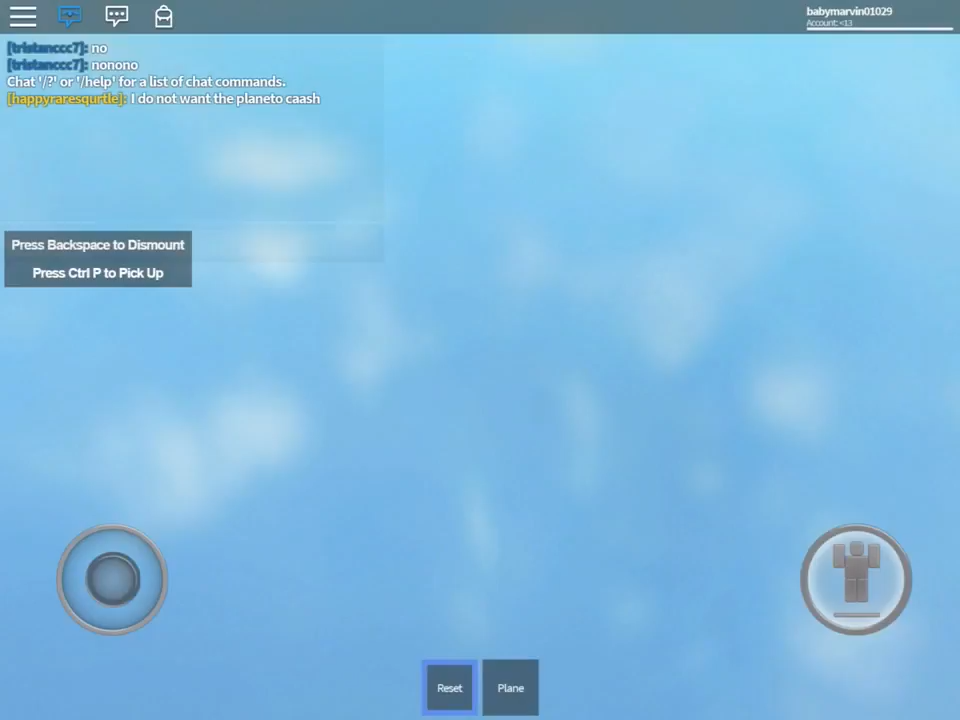 babymarvin01029
Account: <13
[tristanccc7]: no
[tristanccc7]: nonono
Chat '/?' or '/help' for a list of chat commands.
[happyraresqurtle]: I do not want the planeto caash
Press Backspace to Dismount
Press Ctrl P to Pick Up
Reset
Plane